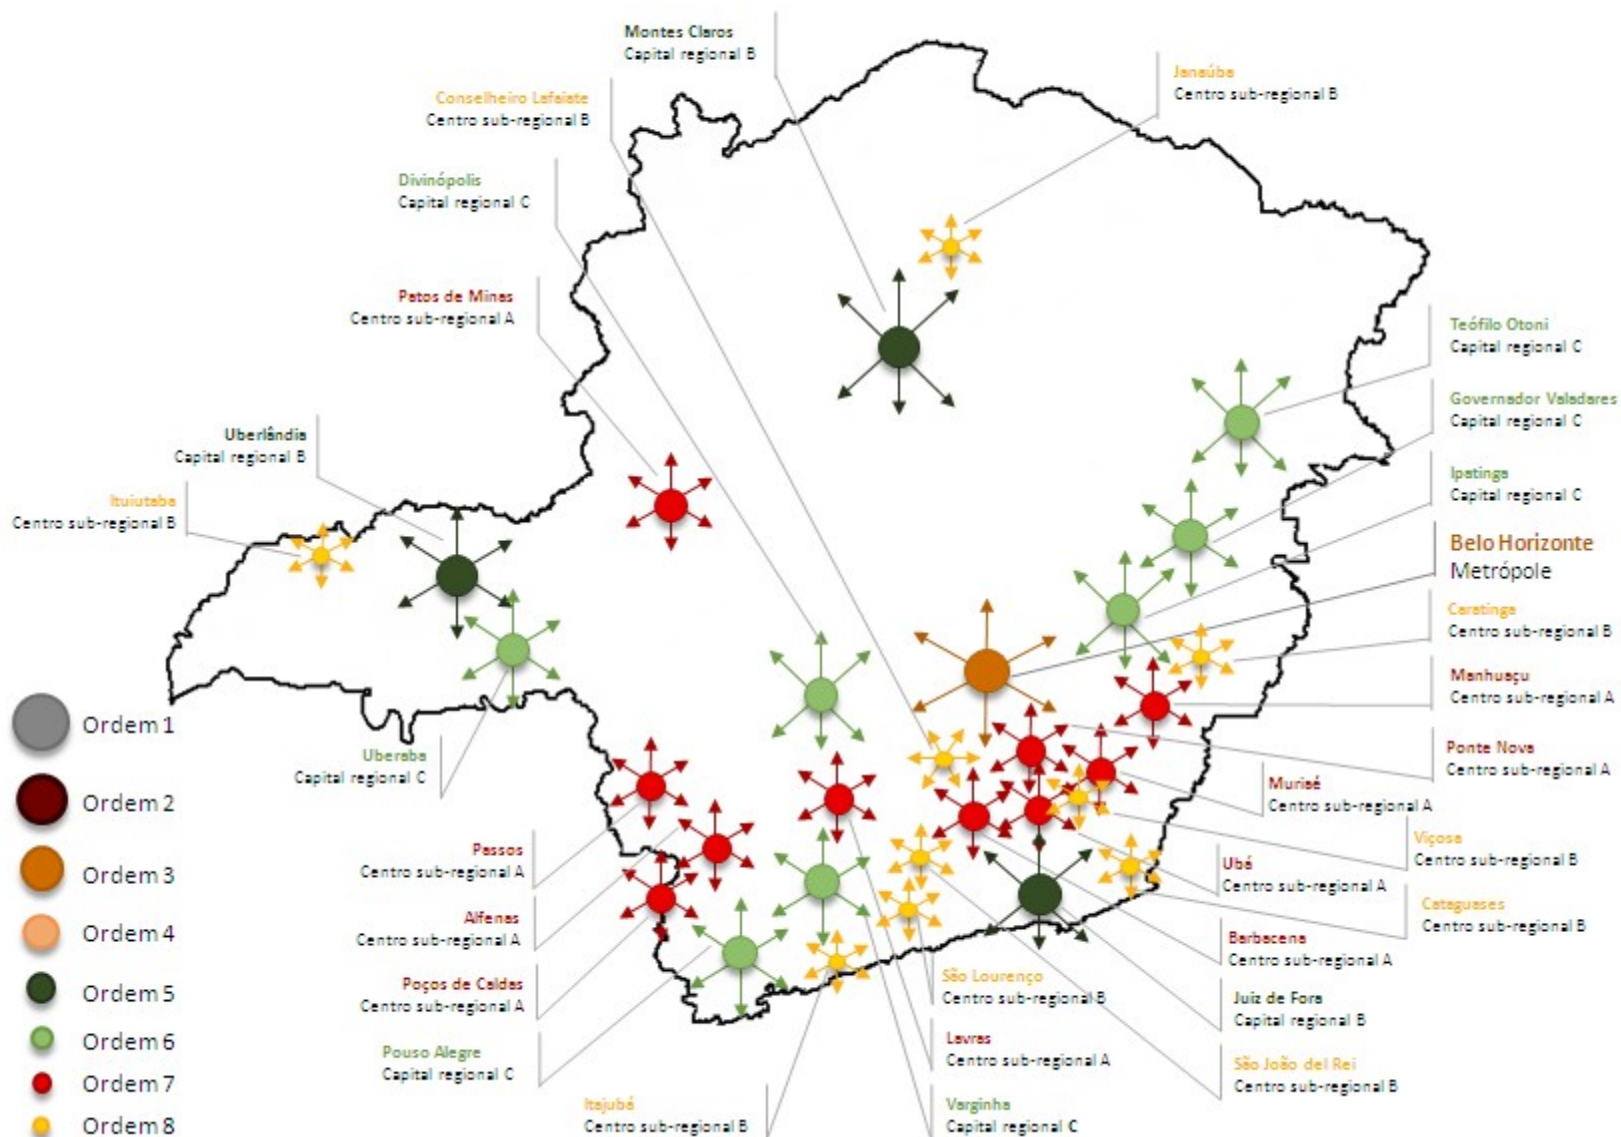 Montes Claros
Capital regional B
Janaúba
Centro sub-regional B
Conselheiro Lafaiate
Centro sub-regional B
Divinópolis
Capital regional C
Patos de Minas
Centro sub-regional A
Teófilo Otoni
Capital regional C
Governador Valadares
Capital regional C
Uberlândia
Capital regional B
Ipatinga
Capital regional C
Ituiutaba
Centro sub-regional B
Belo Horizonte
Metrópole
Caratinga
Centro sub-regional B
Manhuaçu
Centro sub-regional A
Ordem 1
Ordem 2
Ordem 3
Ordem 4
Ordem 5
Ordem 6
Ordem 7
Ordem 8
Uberaba
Capital regional C
Ponte Nova
Centro sub-regional A
Muriaé
Centro sub-regional A
Viçosa
Centro sub-regional B
Passos
Centro sub-regional A
Ubá
Centro sub-regional A
Cataguases
Centro sub-regional B
Alfenas
Centro sub-regional A
Barbacena
Centro sub-regional A
Poços de Caldas
Centro sub-regional A
São Lourenço
Centro sub-regional B
Juiz de Fora
Capital regional B
Pouso Alegre
Capital regional C
Lavras
Centro sub-regional A
São João del Rei
Centro sub-regional B
Itajubá
Centro sub-regional B
Varginha
Capital regional C